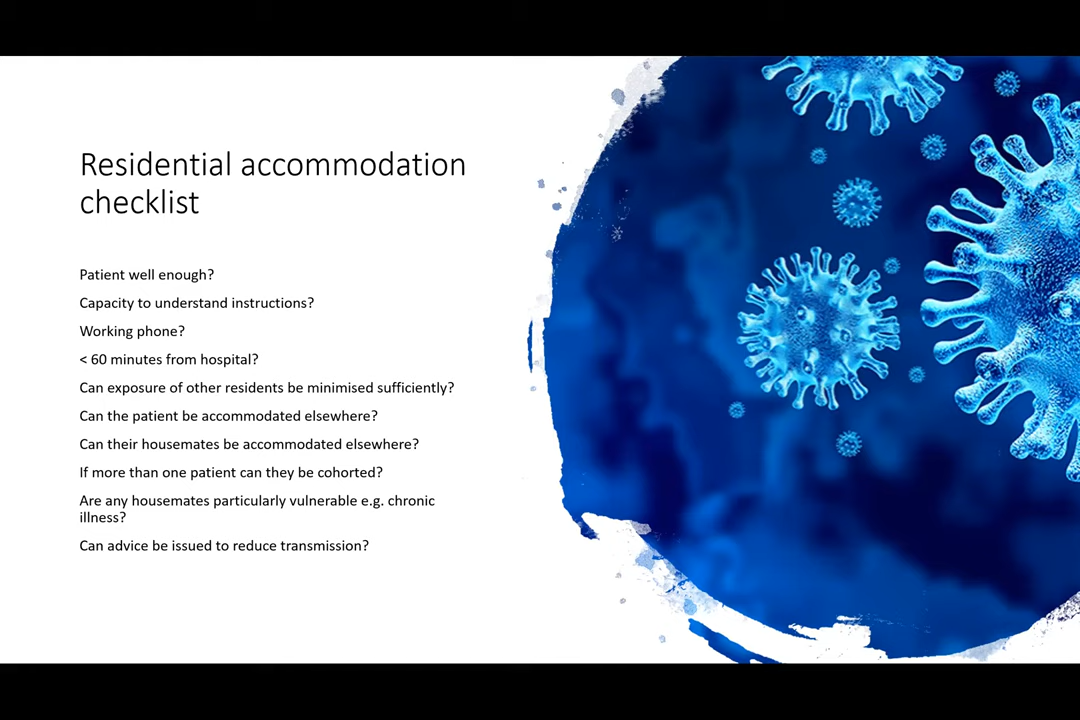 Residential accommodation
checklist
Patient well enough?
Capacity to understand instructions?
Working phone?
< 60 minutes from hospital?
Can exposure of other residents be minimised sufficiently?
Can the patient be accommodated elsewhere?
Can their housemates be accommodated elsewhere?
If more than one patient can they be cohorted?
Are any housemates particularly vulnerable e.g. chronic
illness?
Can advice be issued to reduce transmission?